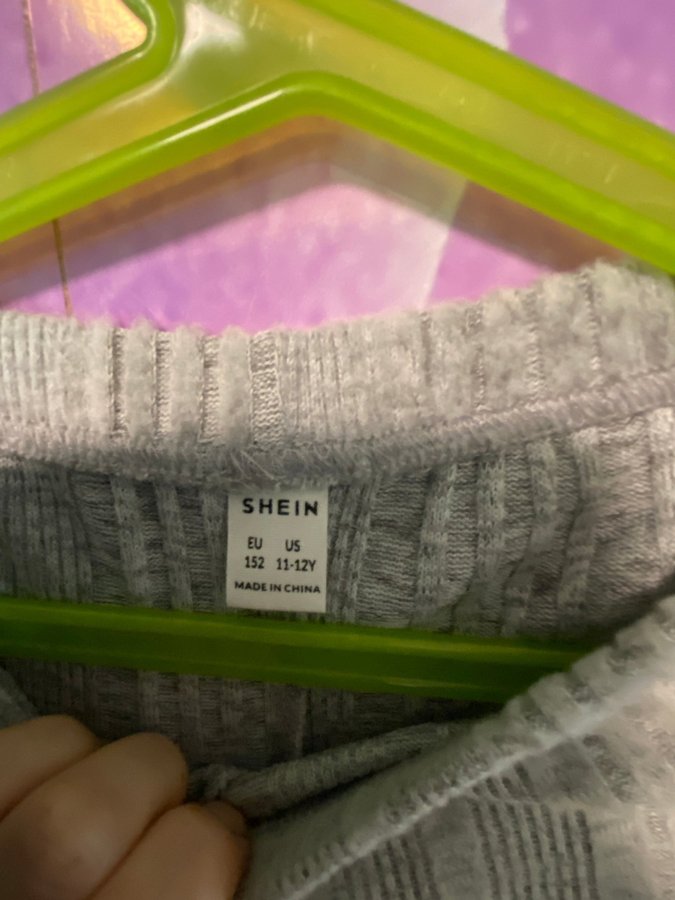 SHEIN
EU US
152 11-12Y
MADE IN CHINA